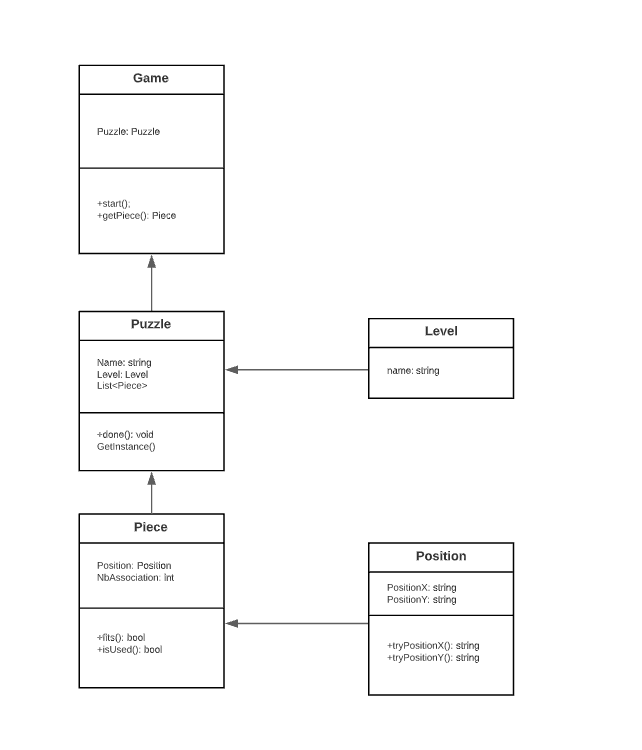 Game
Puzzle: Puzzle
+start();
+getPiece(): Piece
Puzzle
Name: string
Level: Level
List<Piece>
+done(): void
GetInstance()
Level
name: string
Piece
Position: Position
NbAssociation: int
+fits(): bool
+isUsed(): bool
Position
PositionX: string
PositionY: string
+tryPositionX(): string
+tryPositionY(): string